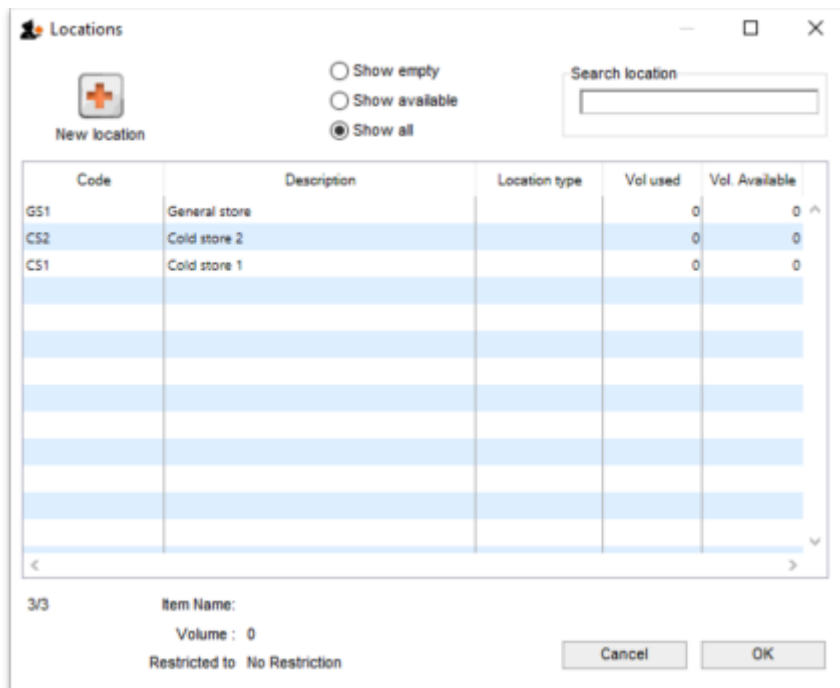 Locations
Show empty
Show available
Show all
New location
Search location
Code Description Location type Vol used Vol. Available
GS1 General store 0 0
CS2 Cold store 2 0 0
CS1 Cold store 1 0 0
3/3 Item Name:
Volume : 0
Restricted to No Restriction
Cancel OK